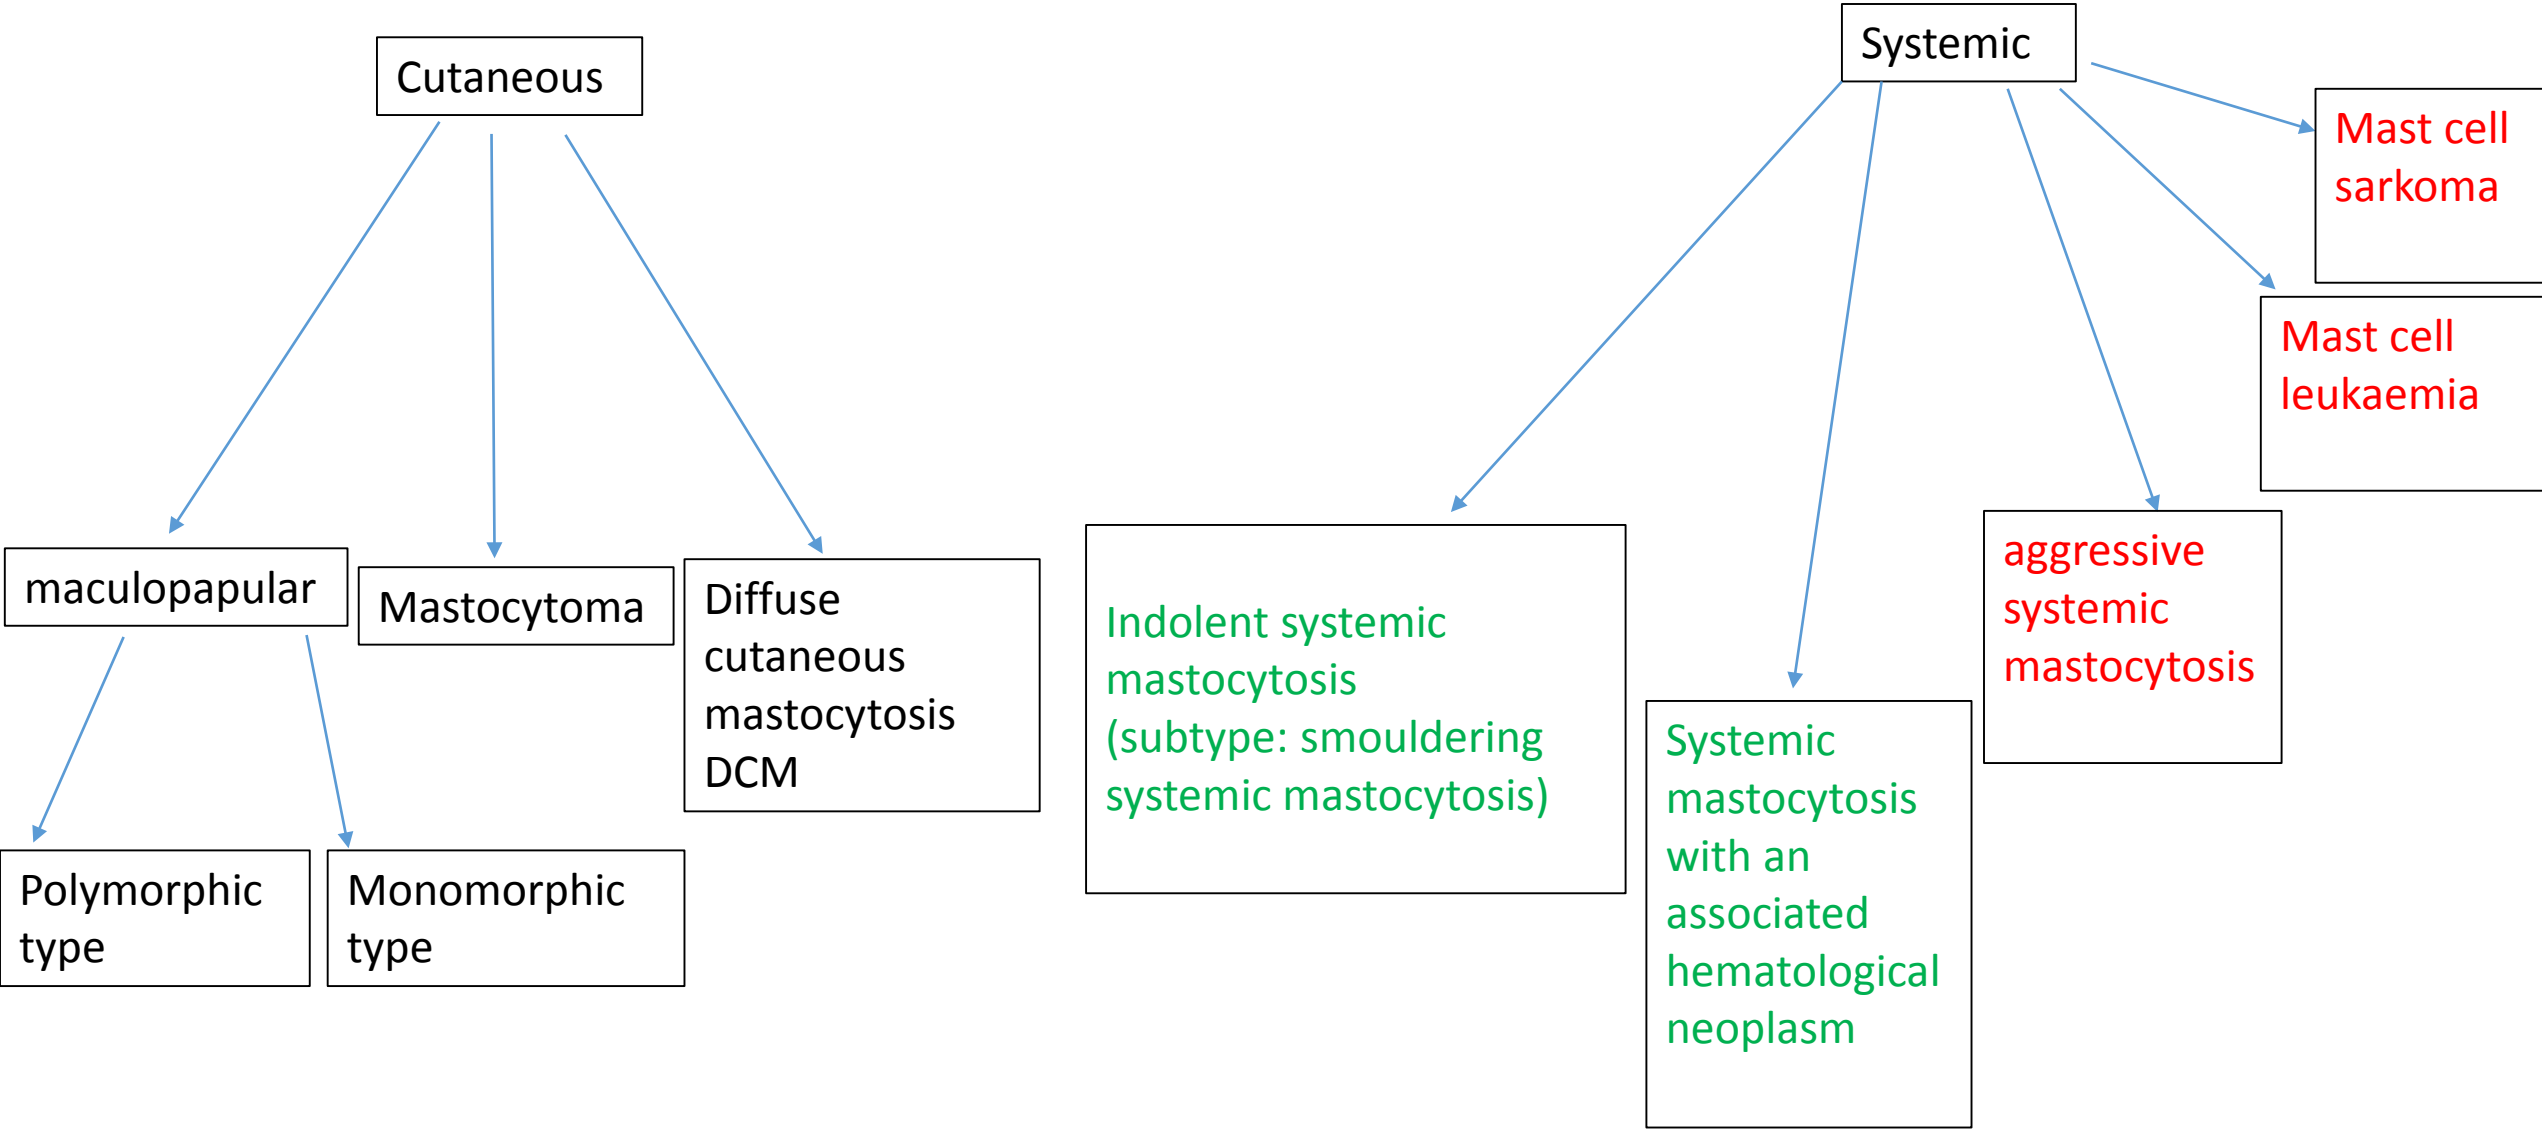 Cutaneous
maculopapular
Mastocytoma
Diffuse
cutaneous
mastocytosis
DCM
Polymorphic
type
Monomorphic
type
Systemic
Indolent systemic
mastocytosis
(subtype: smouldering
systemic mastocytosis)
Systemic
mastocytosis
with an
associated
hematological
neoplasm
aggressive
systemic
mastocytosis
Mast cell
leukaemia
Mast cell
sarkoma